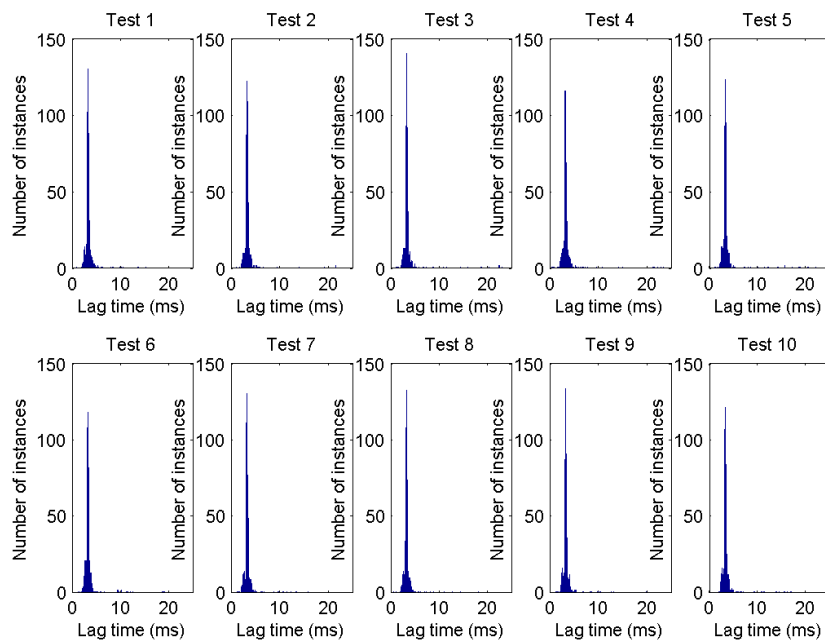 Test 1 Test 2 Test 3 Test 4 Test 5
150 150 150 150 150
100 100 100 100 100
50 50 50 50 50
0 0 0 0 0
Number of instances Number of instances Number of instances Number of instances Number of instances
0 10 20 0 10 20 0 10 20 0 10 20 0 10 20
Lag time (ms) Lag time (ms) Lag time (ms) Lag time (ms) Lag time (ms)
Test 6 Test 7 Test 8 Test 9 Test 10
150 150 150 150 150
100 100 100 100 100
50 50 50 50 50
0 0 0 0 0
Number of instances Number of instances Number of instances Number of instances Number of instances
0 10 20 0 10 20 0 10 20 0 10 20 0 10 20
Lag time (ms) Lag time (ms) Lag time (ms) Lag time (ms) Lag time (ms)